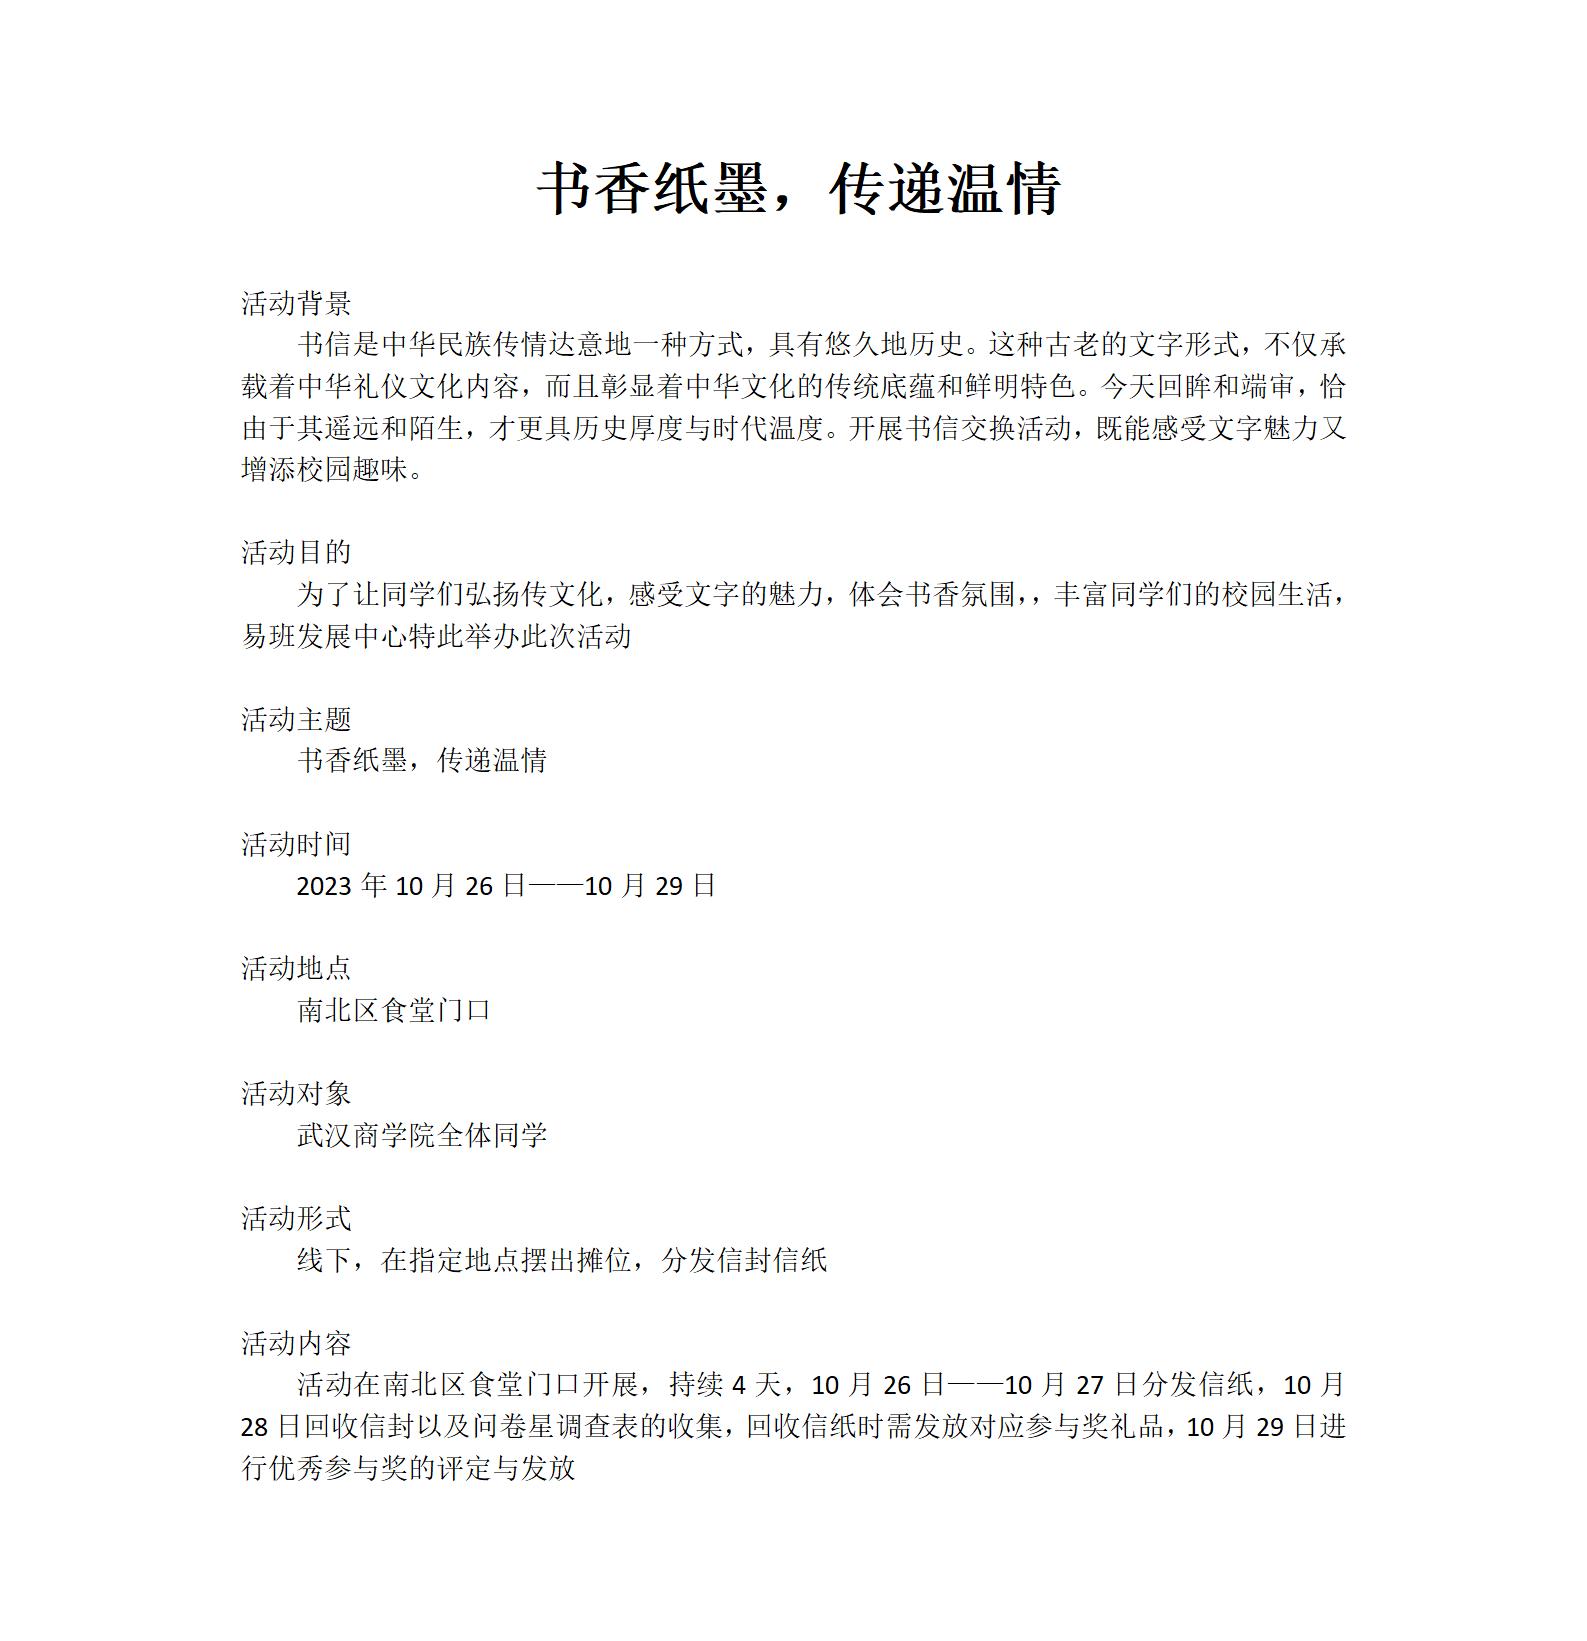 书香纸墨，传递温情
活动背景
书信是中华民族传情达意地一种方式，具有悠久地历史。这种古老的文字形式，不仅承
载着中华礼仪文化内容，而且彰显着中华文化的传统底蕴和鲜明特色。今天回眸和端审，恰
由于其遥远和陌生，才更具历史厚度与时代温度。开展书信交换活动，既能感受文字魅力又
增添校园趣味。
活动目的
为了让同学们弘扬传文化，感受文字的魅力，体会书香氛围，，丰富同学们的校园生活，
易班发展中心特此举办此次活动
活动主题
书香纸墨，传递温情
活动时间
2023 年 10 月 26 日——10 月 29 日
活动地点
南北区食堂门口
活动对象
武汉商学院全体同学
活动形式
线下，在指定地点摆出摊位，分发信封信纸
活动内容
活动在南北区食堂门口开展，持续 4 天，10 月 26 日——10 月 27 日分发信纸，10 月
28 日回收信封以及问卷星调查表的收集，回收信纸时需发放对应参与奖礼品，10 月 29 日进
行优秀参与奖的评定与发放